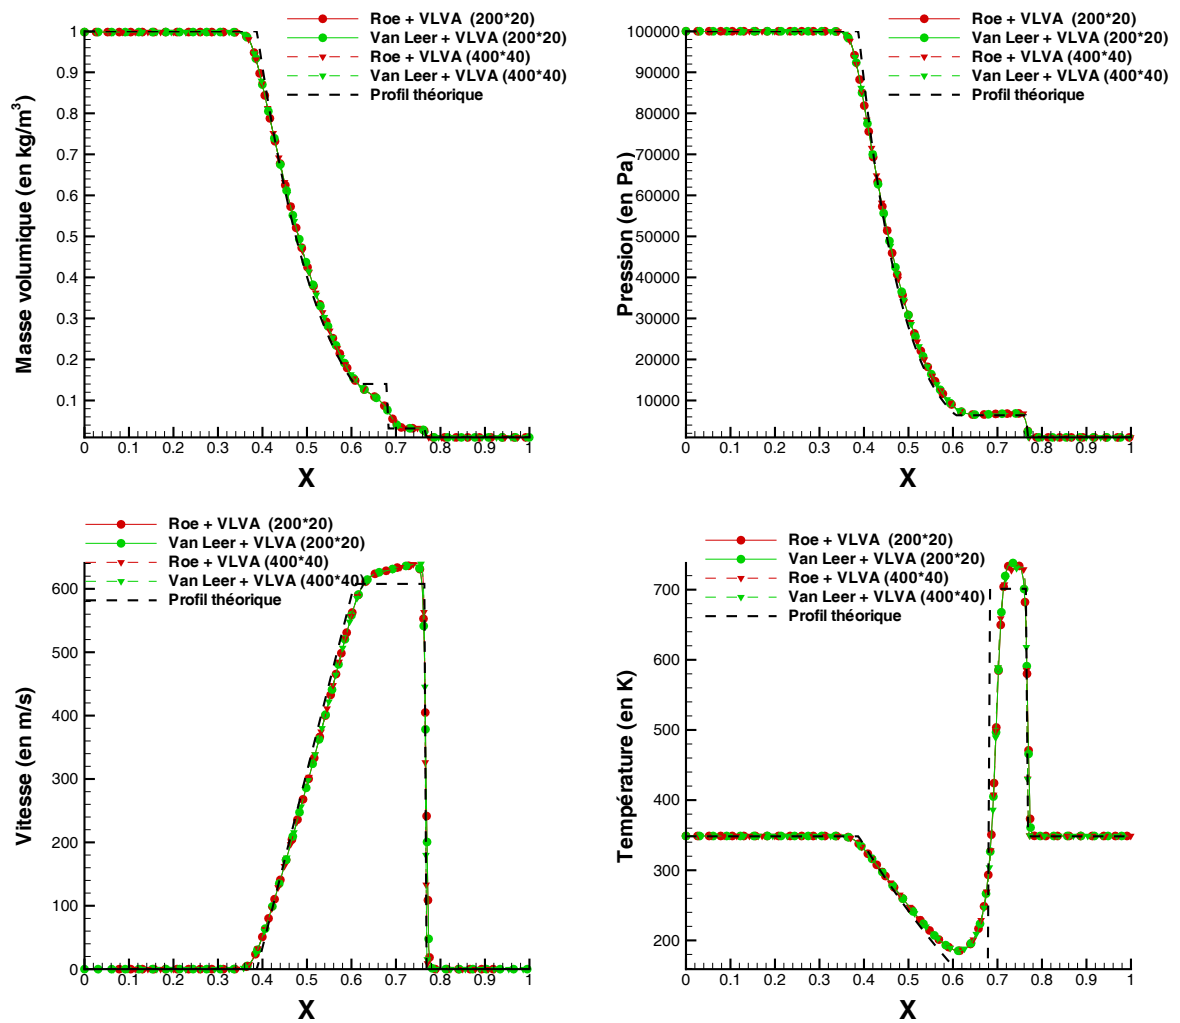 Roe + VLVA (200*20)
Van Leer + VLVA (200*20)
Roe + VLVA (400*40)
Van Leer + VLVA (400*40)
Profil théorique
Masse volumique (en kg/m³)
1
0.9
0.8
0.7
0.6
0.5
0.4
0.3
0.2
0.1
0 0.1 0.2 0.3 0.4 0.5 0.6 0.7 0.8 0.9 1
X
Roe + VLVA (200*20)
Van Leer + VLVA (200*20)
Roe + VLVA (400*40)
Van Leer + VLVA (400*40)
Profil théorique
Pression (en Pa)
100000
90000
80000
70000
60000
50000
40000
30000
20000
10000
0 0.1 0.2 0.3 0.4 0.5 0.6 0.7 0.8 0.9 1
X
Roe + VLVA (200*20)
Van Leer + VLVA (200*20)
Roe + VLVA (400*40)
Van Leer + VLVA (400*40)
Profil théorique
Vitesse (en m/s)
600
500
400
300
200
100
0
0 0.1 0.2 0.3 0.4 0.5 0.6 0.7 0.8 0.9 1
X
Roe + VLVA (200*20)
Van Leer + VLVA (200*20)
Roe + VLVA (400*40)
Van Leer + VLVA (400*40)
Profil théorique
Température (en K)
700
600
500
400
300
200
0 0.1 0.2 0.3 0.4 0.5 0.6 0.7 0.8 0.9 1
X